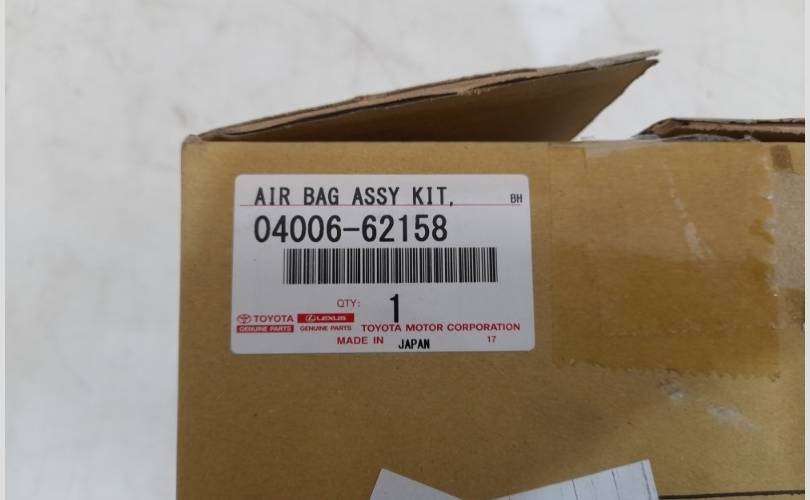 AIR BAG ASSY KIT, BH
04006-62158
QTY: 1
TOYOTA LEXUS
GENUINE PARTS GENUINE PARTS TOYOTA MOTOR CORPORATION
MADE IN JAPAN 17